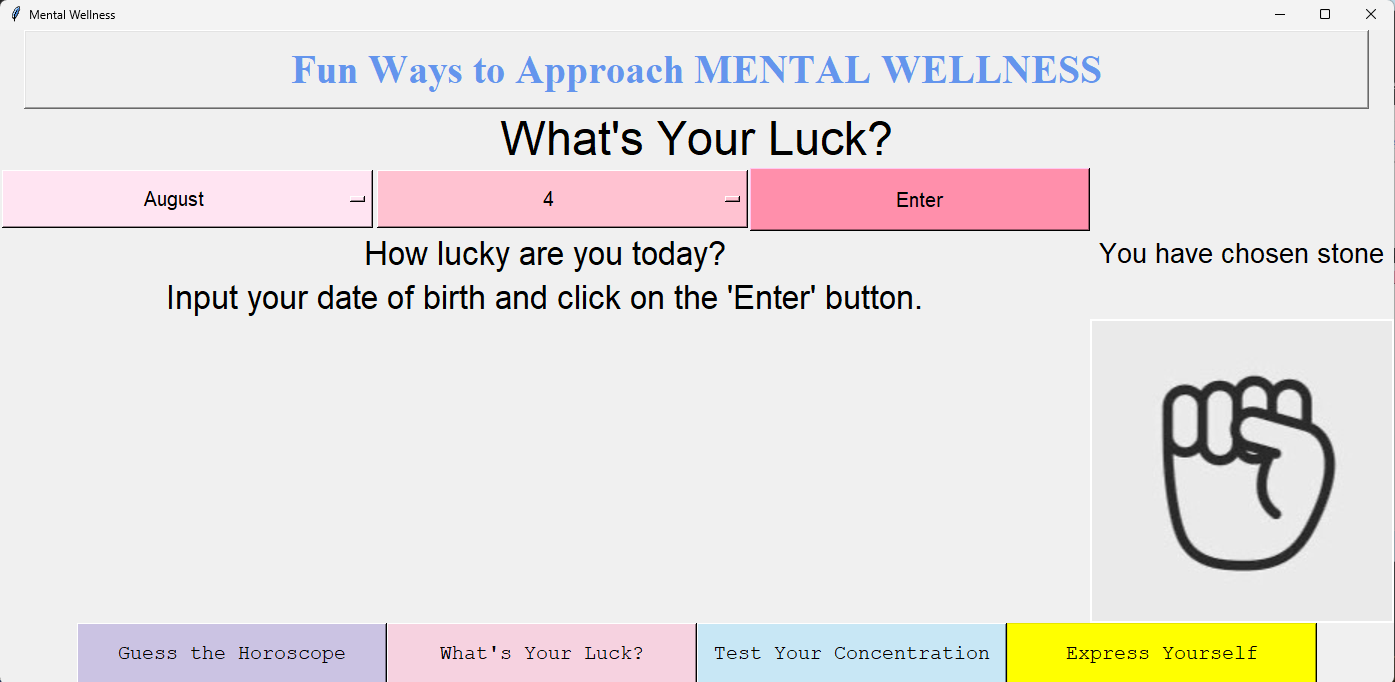 Mental Wellness
Fun Ways to Approach MENTAL WELLNESS
What's Your Luck?
August 4 Enter
How lucky are you today? You have chosen stone
Input your date of birth and click on the 'Enter' button.
Guess the Horoscope What's Your Luck? Test Your Concentration Express Yourself